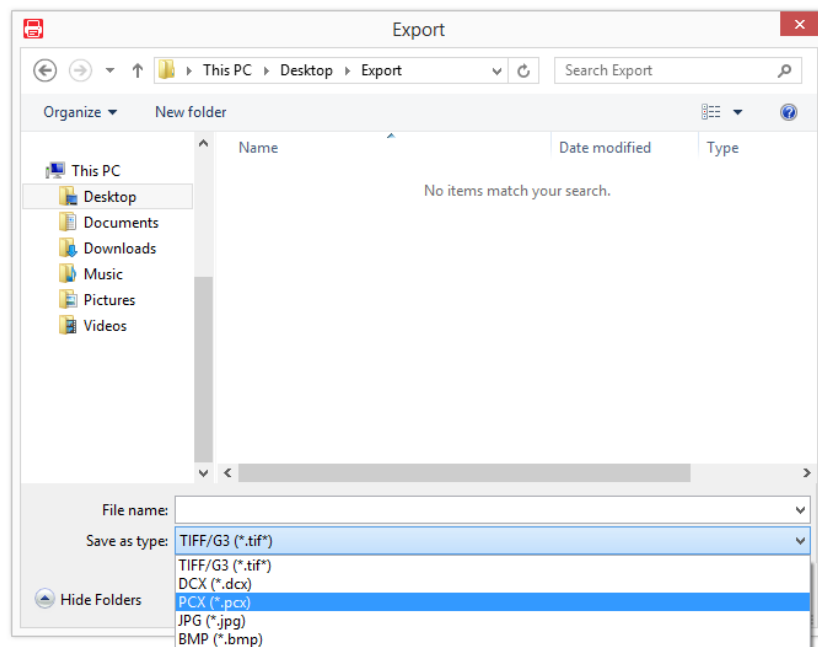 Export
This PC Desktop Export Search Export
Organize New folder
Name Date modified Type
No items match your search.
This PC
Desktop
Documents
Downloads
Music
Pictures
Videos
File name:
Save as type: TIFF/G3 (*.tif*)
TIFF/G3 (*.tif*)
DCX (*.dcx)
PCX (*.pcx)
JPG (*.jpg)
BMP (*.bmp)
Hide Folders